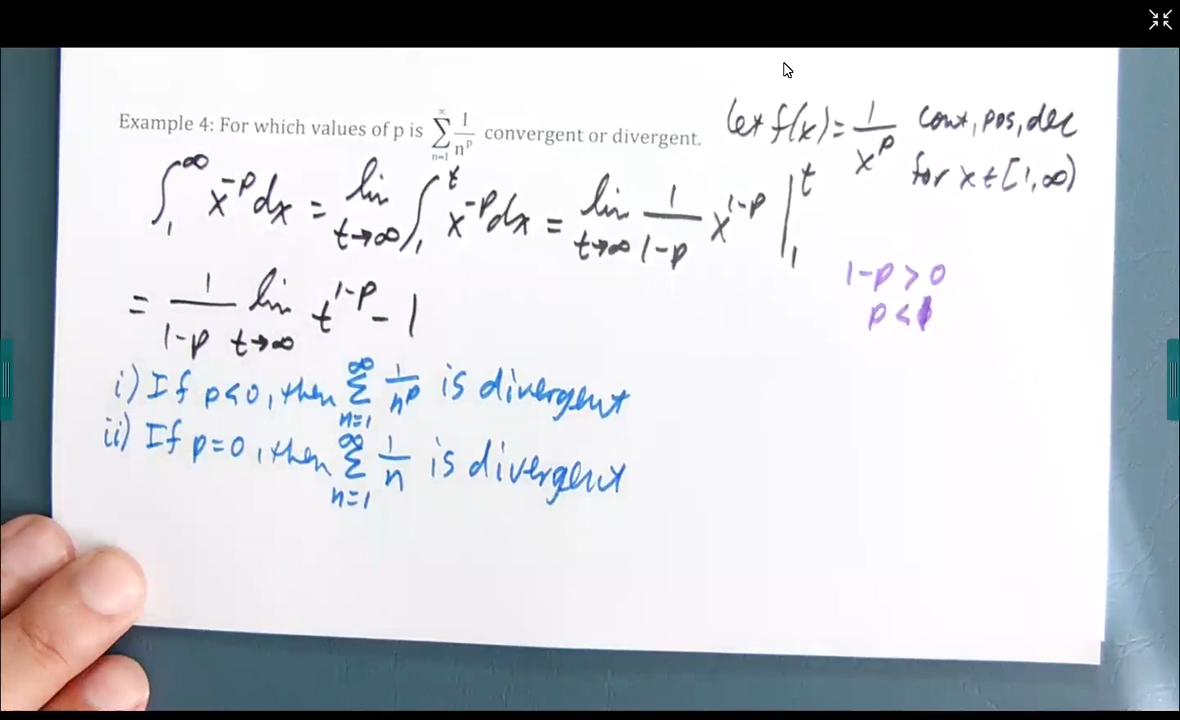 Example 4: For which values of p is ∑_{n=1}^{∞} 1/n^p convergent or divergent.
let f(x) = 1/x^p cont, pos, dec
for x ∈ [1, ∞)
∫_1^∞ x^{-p} dx = lim_{t→∞} ∫_1^t x^{-p} dx = lim_{t→∞} 1/(1-p) x^{1-p} |_1^t
1-p > 0
p < 1
= 1/(1-p) lim_{t→∞} t^{1-p} - 1
i) If p < 0, then ∑_{n=1}^{∞} 1/n^p is divergent
ii) If p = 0, then ∑_{n=1}^{∞} 1/n is divergent